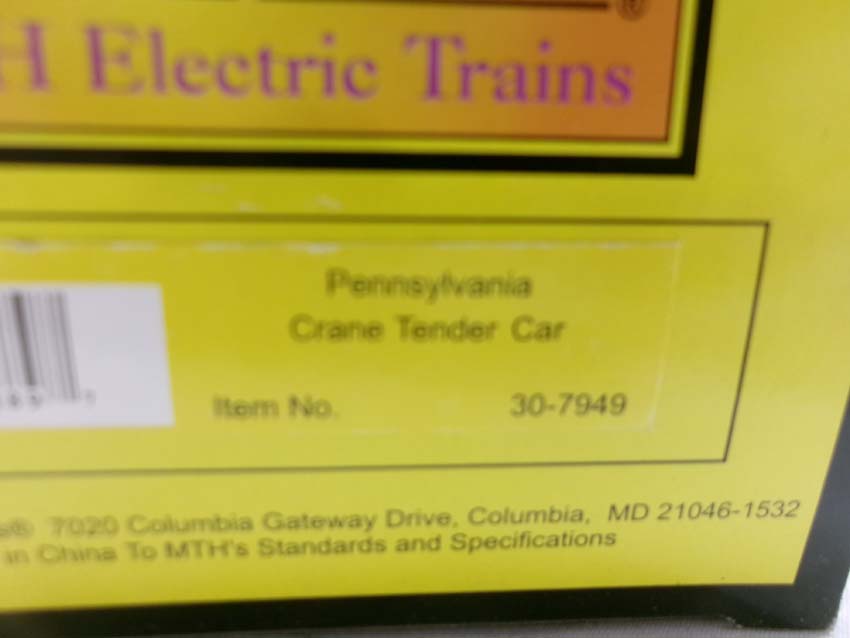 ®
H Electric Trains
Pennsylvania
Crane Tender Car
Item No. 30-7949
s® 7020 Columbia Gateway Drive, Columbia, MD 21046-1532
in China To MTH's Standards and Specifications